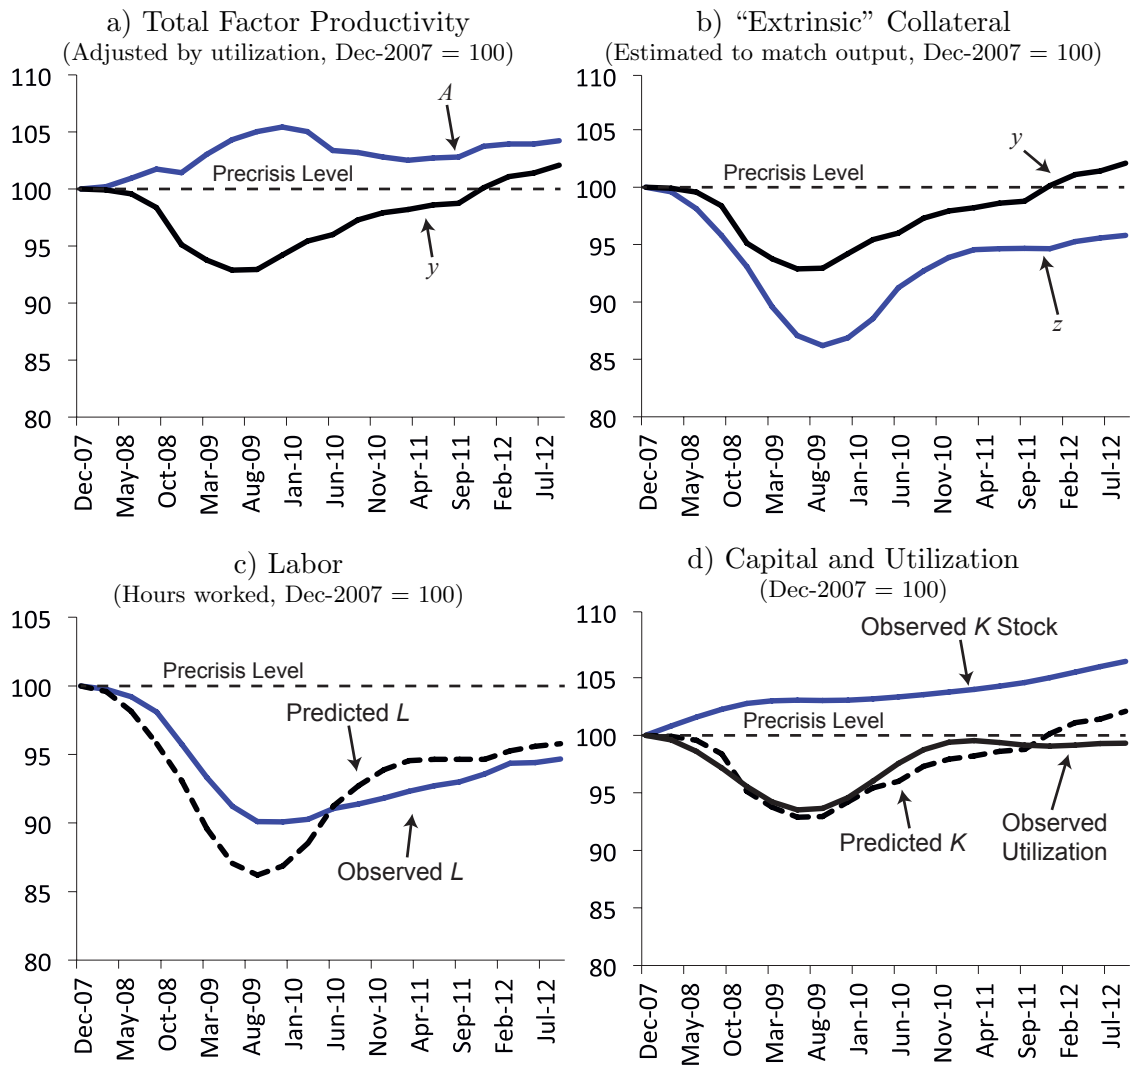 a) Total Factor Productivity
(Adjusted by utilization, Dec-2007 = 100)
110
105
100
95
90
85
80
A
Precrisis Level
y
Dec-07
May-08
Oct-08
Mar-09
Aug-09
Jan-10
Jun-10
Nov-10
Apr-11
Sep-11
Feb-12
Jul-12
b) “Extrinsic” Collateral
(Estimated to match output, Dec-2007 = 100)
110
105
100
95
90
85
80
y
Precrisis Level
z
Dec-07
May-08
Oct-08
Mar-09
Aug-09
Jan-10
Jun-10
Nov-10
Apr-11
Sep-11
Feb-12
Jul-12
c) Labor
(Hours worked, Dec-2007 = 100)
105
100
95
90
85
80
Precrisis Level
Predicted L
Observed L
Dec-07
May-08
Oct-08
Mar-09
Aug-09
Jan-10
Jun-10
Nov-10
Apr-11
Sep-11
Feb-12
Jul-12
d) Capital and Utilization
(Dec-2007 = 100)
110
105
100
95
90
85
80
Observed K Stock
Precrisis Level
Predicted K
Observed
Utilization
Dec-07
May-08
Oct-08
Mar-09
Aug-09
Jan-10
Jun-10
Nov-10
Apr-11
Sep-11
Feb-12
Jul-12